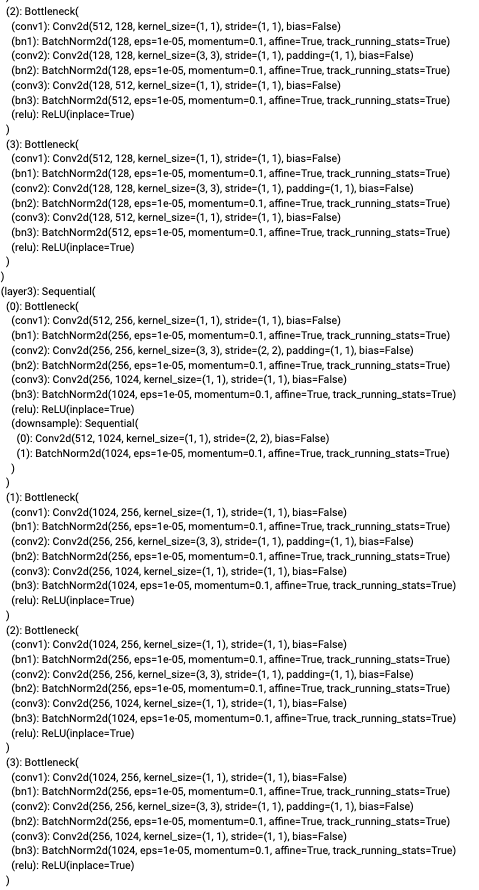 (2): Bottleneck(
(conv1): Conv2d(512, 128, kernel_size=(1, 1), stride=(1, 1), bias=False)
(bn1): BatchNorm2d(128, eps=1e-05, momentum=0.1, affine=True, track_running_stats=True)
(conv2): Conv2d(128, 128, kernel_size=(3, 3), stride=(1, 1), padding=(1, 1), bias=False)
(bn2): BatchNorm2d(128, eps=1e-05, momentum=0.1, affine=True, track_running_stats=True)
(conv3): Conv2d(128, 512, kernel_size=(1, 1), stride=(1, 1), bias=False)
(bn3): BatchNorm2d(512, eps=1e-05, momentum=0.1, affine=True, track_running_stats=True)
(relu): ReLU(inplace=True)
)
(3): Bottleneck(
(conv1): Conv2d(512, 128, kernel_size=(1, 1), stride=(1, 1), bias=False)
(bn1): BatchNorm2d(128, eps=1e-05, momentum=0.1, affine=True, track_running_stats=True)
(conv2): Conv2d(128, 128, kernel_size=(3, 3), stride=(1, 1), padding=(1, 1), bias=False)
(bn2): BatchNorm2d(128, eps=1e-05, momentum=0.1, affine=True, track_running_stats=True)
(conv3): Conv2d(128, 512, kernel_size=(1, 1), stride=(1, 1), bias=False)
(bn3): BatchNorm2d(512, eps=1e-05, momentum=0.1, affine=True, track_running_stats=True)
(relu): ReLU(inplace=True)
)
)
(layer3): Sequential(
(0): Bottleneck(
(conv1): Conv2d(512, 256, kernel_size=(1, 1), stride=(1, 1), bias=False)
(bn1): BatchNorm2d(256, eps=1e-05, momentum=0.1, affine=True, track_running_stats=True)
(conv2): Conv2d(256, 256, kernel_size=(3, 3), stride=(2, 2), padding=(1, 1), bias=False)
(bn2): BatchNorm2d(256, eps=1e-05, momentum=0.1, affine=True, track_running_stats=True)
(conv3): Conv2d(256, 1024, kernel_size=(1, 1), stride=(1, 1), bias=False)
(bn3): BatchNorm2d(1024, eps=1e-05, momentum=0.1, affine=True, track_running_stats=True)
(relu): ReLU(inplace=True)
(downsample): Sequential(
(0): Conv2d(512, 1024, kernel_size=(1, 1), stride=(2, 2), bias=False)
(1): BatchNorm2d(1024, eps=1e-05, momentum=0.1, affine=True, track_running_stats=True)
)
)
(1): Bottleneck(
(conv1): Conv2d(1024, 256, kernel_size=(1, 1), stride=(1, 1), bias=False)
(bn1): BatchNorm2d(256, eps=1e-05, momentum=0.1, affine=True, track_running_stats=True)
(conv2): Conv2d(256, 256, kernel_size=(3, 3), stride=(1, 1), padding=(1, 1), bias=False)
(bn2): BatchNorm2d(256, eps=1e-05, momentum=0.1, affine=True, track_running_stats=True)
(conv3): Conv2d(256, 1024, kernel_size=(1, 1), stride=(1, 1), bias=False)
(bn3): BatchNorm2d(1024, eps=1e-05, momentum=0.1, affine=True, track_running_stats=True)
(relu): ReLU(inplace=True)
)
(2): Bottleneck(
(conv1): Conv2d(1024, 256, kernel_size=(1, 1), stride=(1, 1), bias=False)
(bn1): BatchNorm2d(256, eps=1e-05, momentum=0.1, affine=True, track_running_stats=True)
(conv2): Conv2d(256, 256, kernel_size=(3, 3), stride=(1, 1), padding=(1, 1), bias=False)
(bn2): BatchNorm2d(256, eps=1e-05, momentum=0.1, affine=True, track_running_stats=True)
(conv3): Conv2d(256, 1024, kernel_size=(1, 1), stride=(1, 1), bias=False)
(bn3): BatchNorm2d(1024, eps=1e-05, momentum=0.1, affine=True, track_running_stats=True)
(relu): ReLU(inplace=True)
)
(3): Bottleneck(
(conv1): Conv2d(1024, 256, kernel_size=(1, 1), stride=(1, 1), bias=False)
(bn1): BatchNorm2d(256, eps=1e-05, momentum=0.1, affine=True, track_running_stats=True)
(conv2): Conv2d(256, 256, kernel_size=(3, 3), stride=(1, 1), padding=(1, 1), bias=False)
(bn2): BatchNorm2d(256, eps=1e-05, momentum=0.1, affine=True, track_running_stats=True)
(conv3): Conv2d(256, 1024, kernel_size=(1, 1), stride=(1, 1), bias=False)
(bn3): BatchNorm2d(1024, eps=1e-05, momentum=0.1, affine=True, track_running_stats=True)
(relu): ReLU(inplace=True)
)